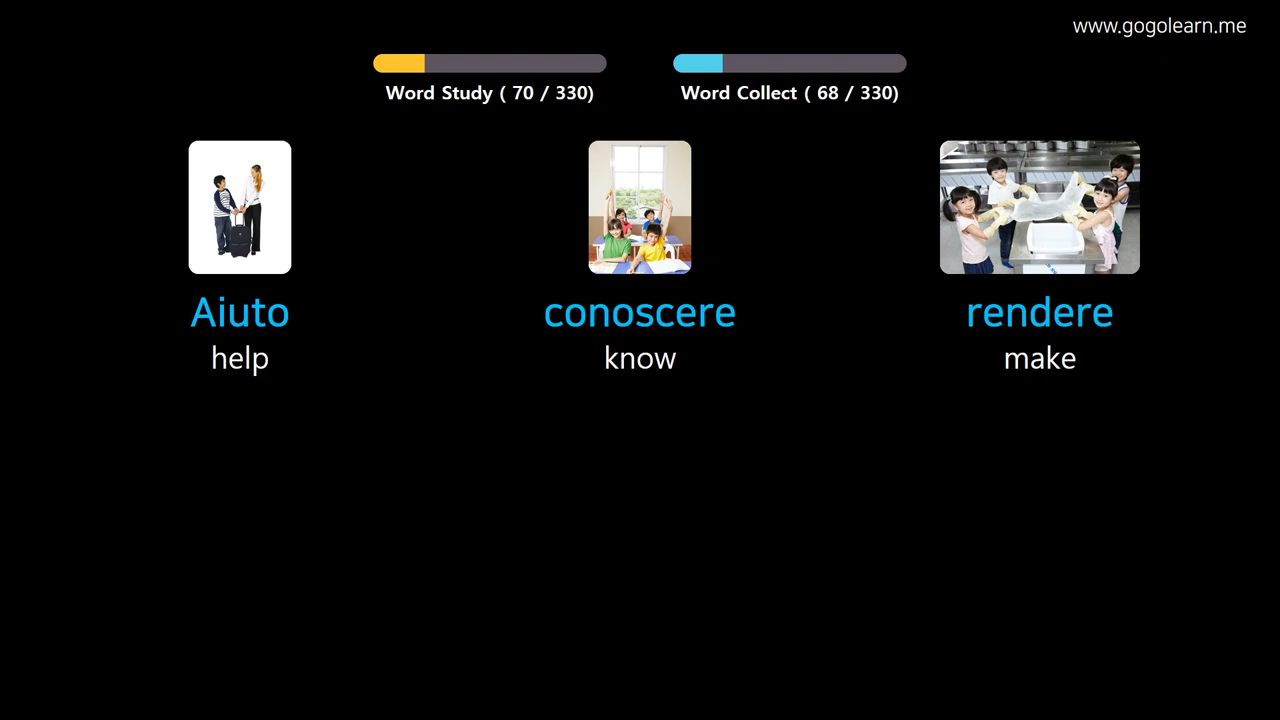 www.gogolearn.me
Word Study ( 70 / 330)
Word Collect ( 68 / 330)
Aiuto
help
conoscere
know
rendere
make